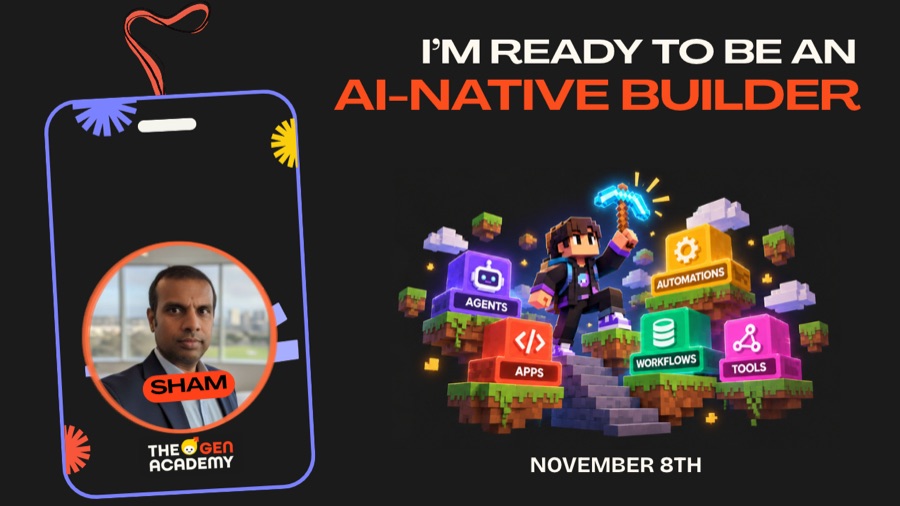 I'M READY TO BE AN
AI-NATIVE BUILDER
SHAM
THE GEN
ACADEMY
AGENTS
APPS
AUTOMATIONS
WORKFLOWS
TOOLS
NOVEMBER 8TH